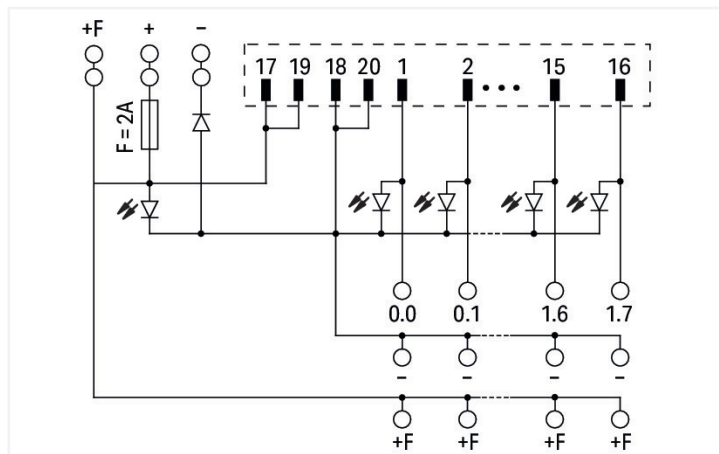 +F + –
F = 2A
17 19 18 20 1 2 ••• 15 16
0.0 0.1 1.6 1.7
– – – –
+F +F +F +F